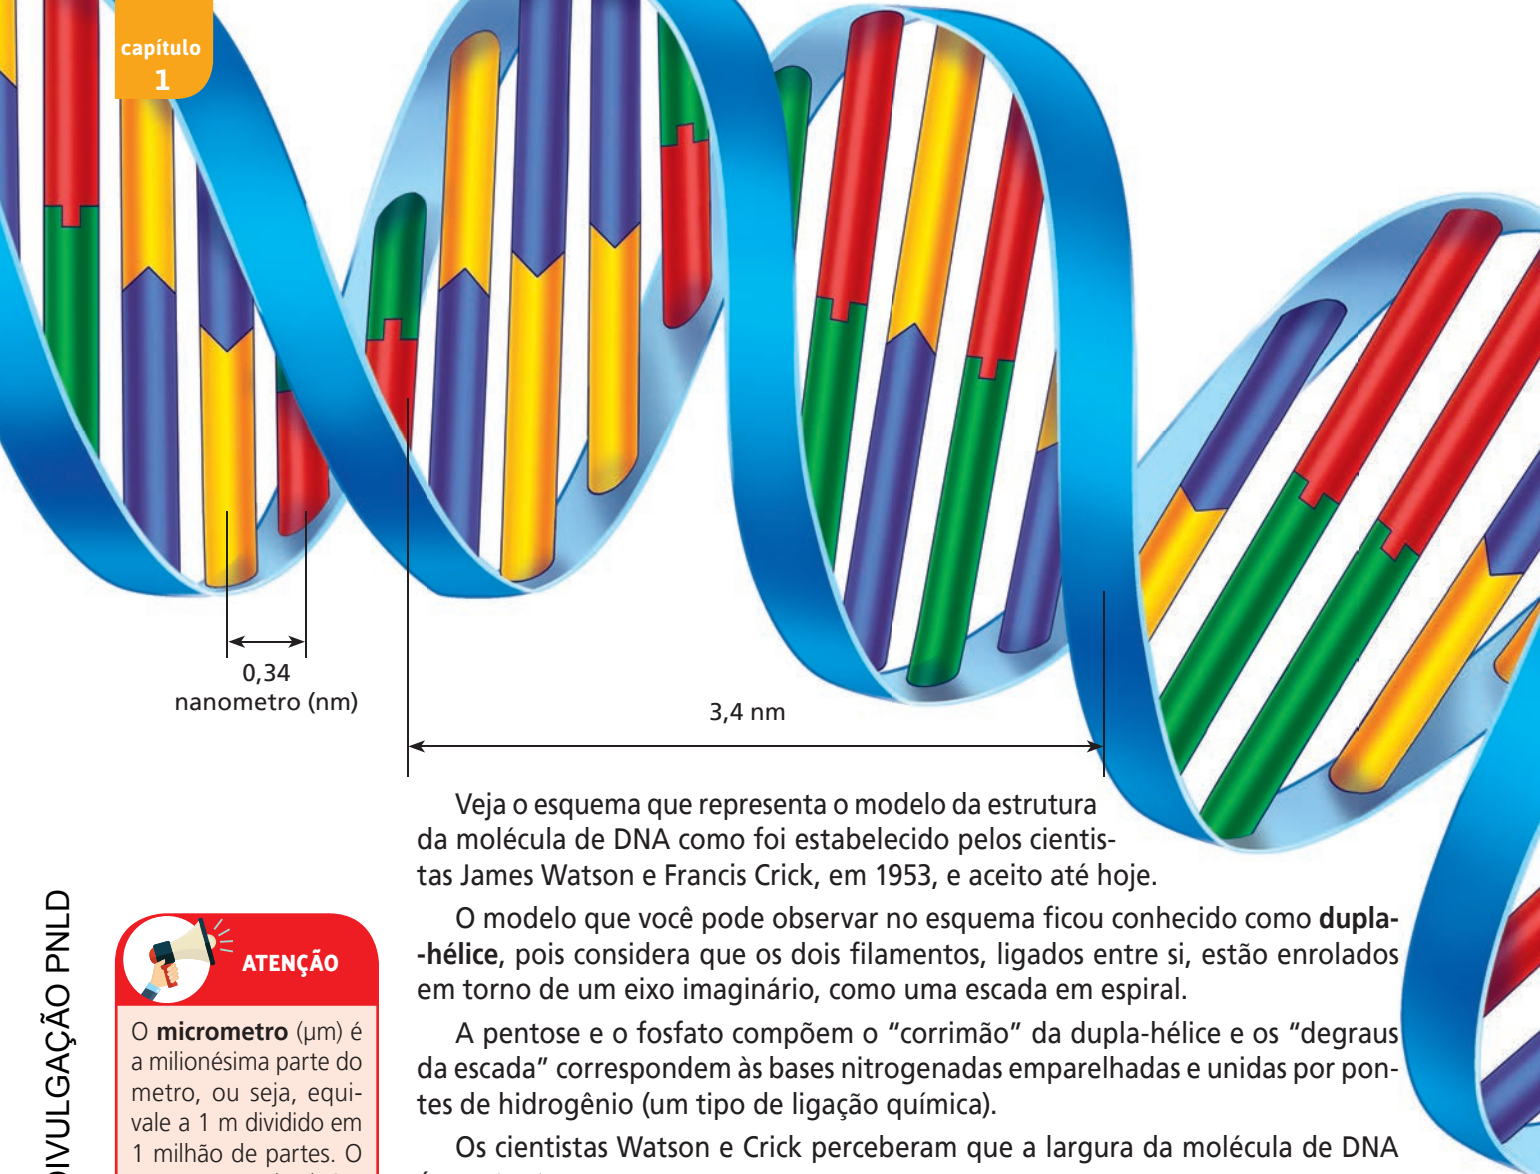 capítulo
1
0,34
nanometro (nm)
3,4 nm
Veja o esquema que representa o modelo da estrutura
da molécula de DNA como foi estabelecido pelos cientis-
tas James Watson e Francis Crick, em 1953, e aceito até hoje.
O modelo que você pode observar no esquema ficou conhecido como dupla-
-hélice, pois considera que os dois filamentos, ligados entre si, estão enrolados
em torno de um eixo imaginário, como uma escada em espiral.
A pentose e o fosfato compõem o “corrimão” da dupla-hélice e os “degraus
da escada” correspondem às bases nitrogenadas emparelhadas e unidas por pon-
tes de hidrogênio (um tipo de ligação química).
Os cientistas Watson e Crick perceberam que a largura da molécula de DNA
ATENÇÃO
O micrometro (µm) é
a milionésima parte do
metro, ou seja, equi-
vale a 1 m dividido em
1 milhão de partes. O
DIVULGAÇÃO PNLD